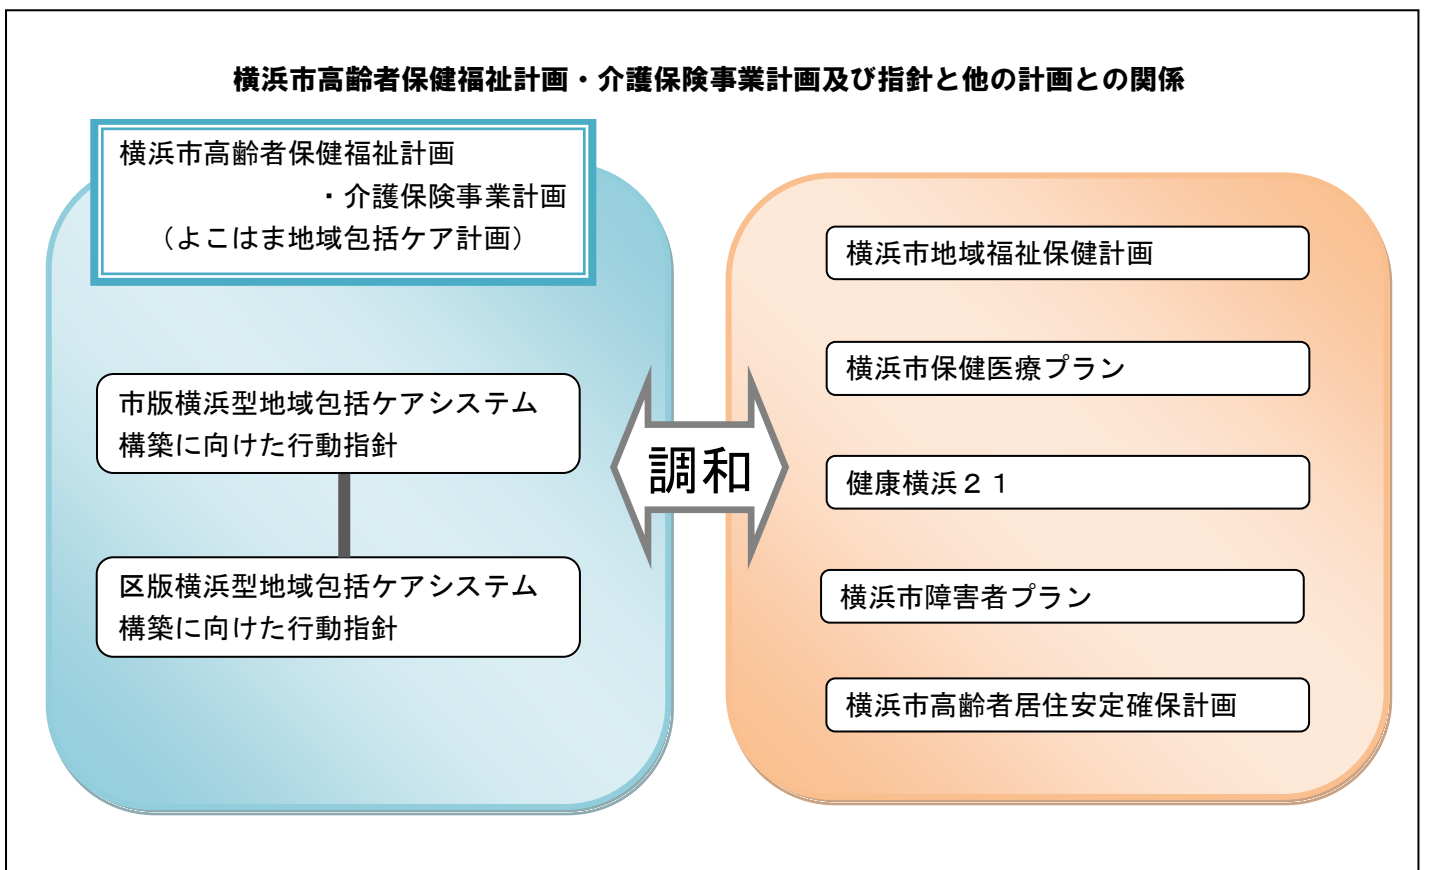 横浜市高齢者保健福祉計画・介護保険事業計画及び指針と他の計画との関係
横浜市高齢者保健福祉計画
・介護保険事業計画
（よこはま地域包括ケア計画）
市版横浜型地域包括ケアシステム
構築に向けた行動指針
区版横浜型地域包括ケアシステム
構築に向けた行動指針
調和
横浜市地域福祉保健計画
横浜市保健医療プラン
健康横浜２１
横浜市障害者プラン
横浜市高齢者居住安定確保計画